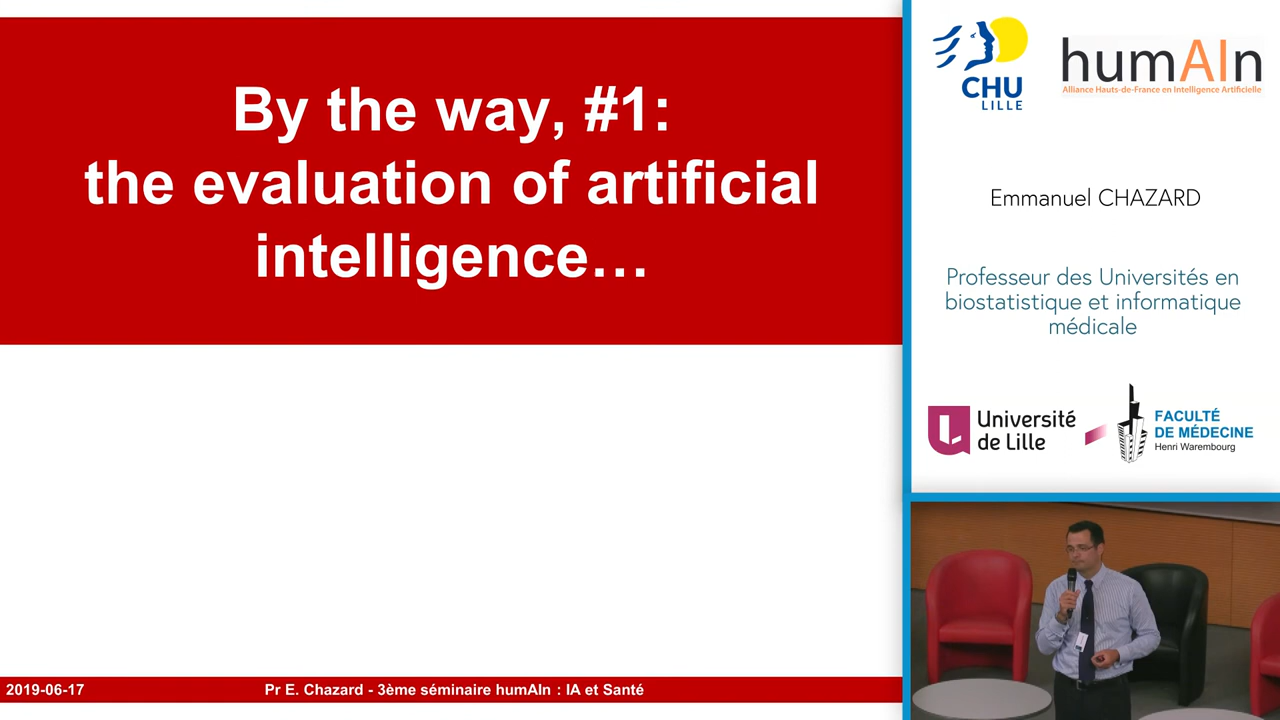 By the way, #1:
the evaluation of artificial
intelligence…
2019-06-17
Pr E. Chazard - 3ème séminaire humAIn : IA et Santé
CHU
LILLE
humAIn
Alliance Hauts-de-France en Intelligence Artificielle
Emmanuel CHAZARD
Professeur des Universités en
biostatistique et informatique
médicale
Université
de Lille
FACULTÉ
DE MÉDECINE
Henri Warembourg